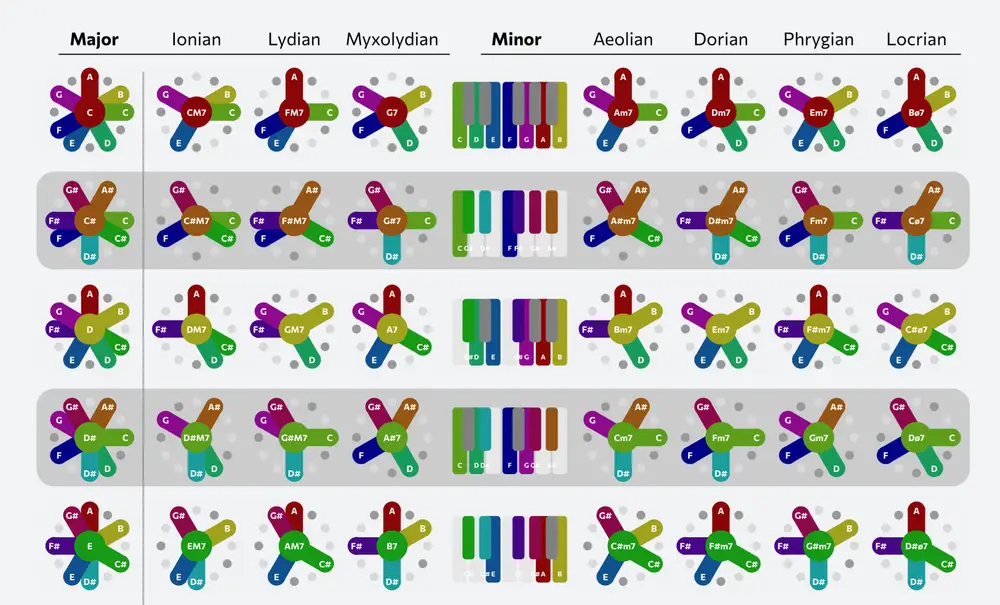 Major Ionian Lydian Myxolydian Minor Aeolian Dorian Phrygian Locrian
A A A A A
G B G B G B G G B B
C C CM7 C FM7 C G7 Am7 C Dm7 C Em7 Bø7
F F F F F
E D E E D C D E F G A B E D E D D
G# A# G# A# G# G# A# A# G# A#
F# C# C C#M7 C F# F#M7 F# G#7 C A#m7 F# D#m7 Fm7 C F# Cø7 C
F C# F C# F C# F C# C# F
C C# D# F F# G# A#
D# D# D# D# D#
A A A A A
G B G B G G B G B
F# D F# DM7 F# GM7 A7 F# Bm7 Em7 F# F#m7 C#ø7
C# C# C# C# C#
E D D D E C# D E F# G A B D E D E E
G# A# G# G# A# A# G# A# G#
G G G G G
D# C D#M7 G#M7 C A#7 Cm7 C Fm7 C Gm7 Dø7 C
F F F F F
D D D C D D# F G G# A# D D
D# D# D# D# D#
A A A A A
G# G# G# G# G#
B B B B
F# E EM7 AM7 F# B7 C#m7 F# F#m7 F# G#m7 F# D#ø7
C# C# C# C# C#
E D# E D# E D# C# D# E F# G# A B E E D# D#